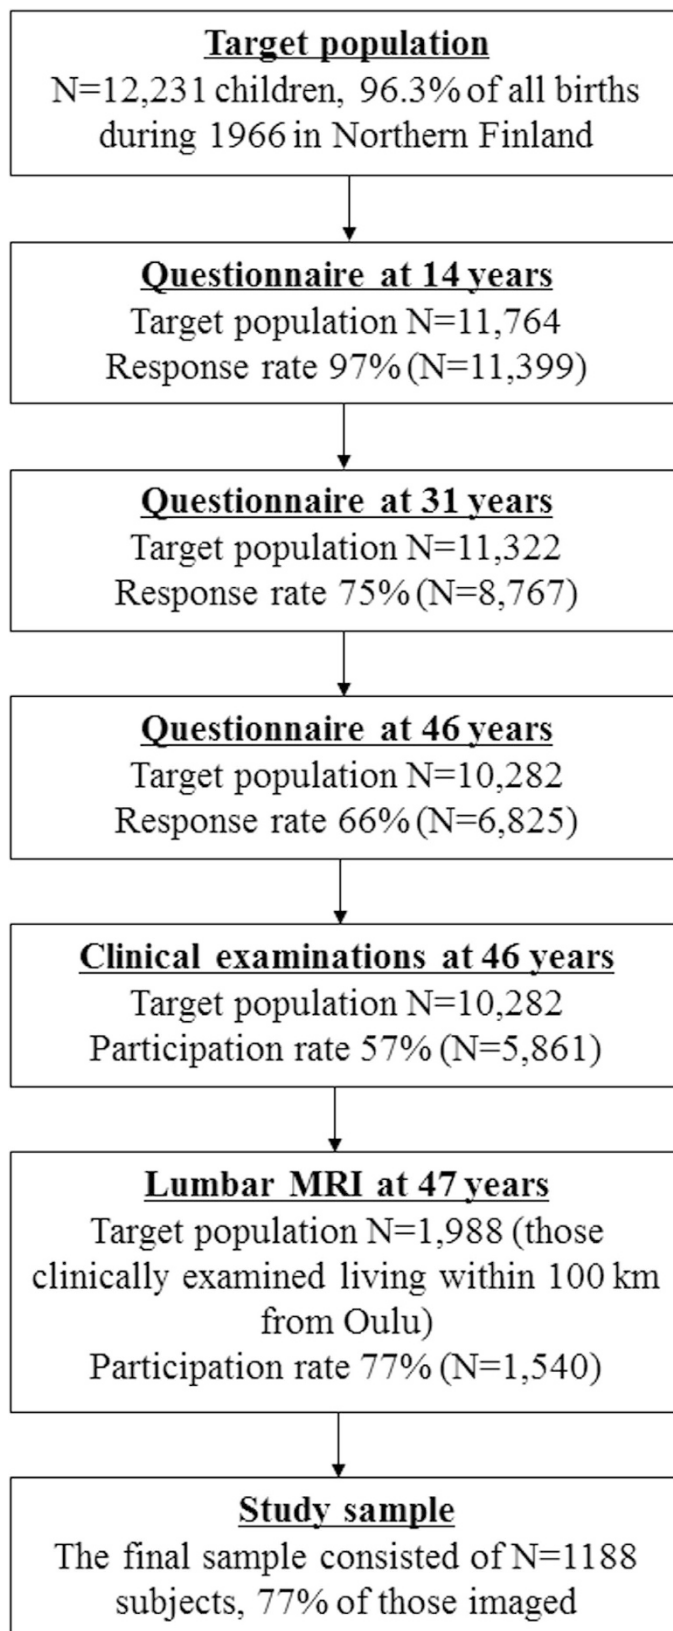 Target population
N=12,231 children, 96.3% of all births
during 1966 in Northern Finland
Questionnaire at 14 years
Target population N=11,764
Response rate 97% (N=11,399)
Questionnaire at 31 years
Target population N=11,322
Response rate 75% (N=8,767)
Questionnaire at 46 years
Target population N=10,282
Response rate 66% (N=6,825)
Clinical examinations at 46 years
Target population N=10,282
Participation rate 57% (N=5,861)
Lumbar MRI at 47 years
Target population N=1,988 (those
clinically examined living within 100 km
from Oulu)
Participation rate 77% (N=1,540)
Study sample
The final sample consisted of N=1188
subjects, 77% of those imaged